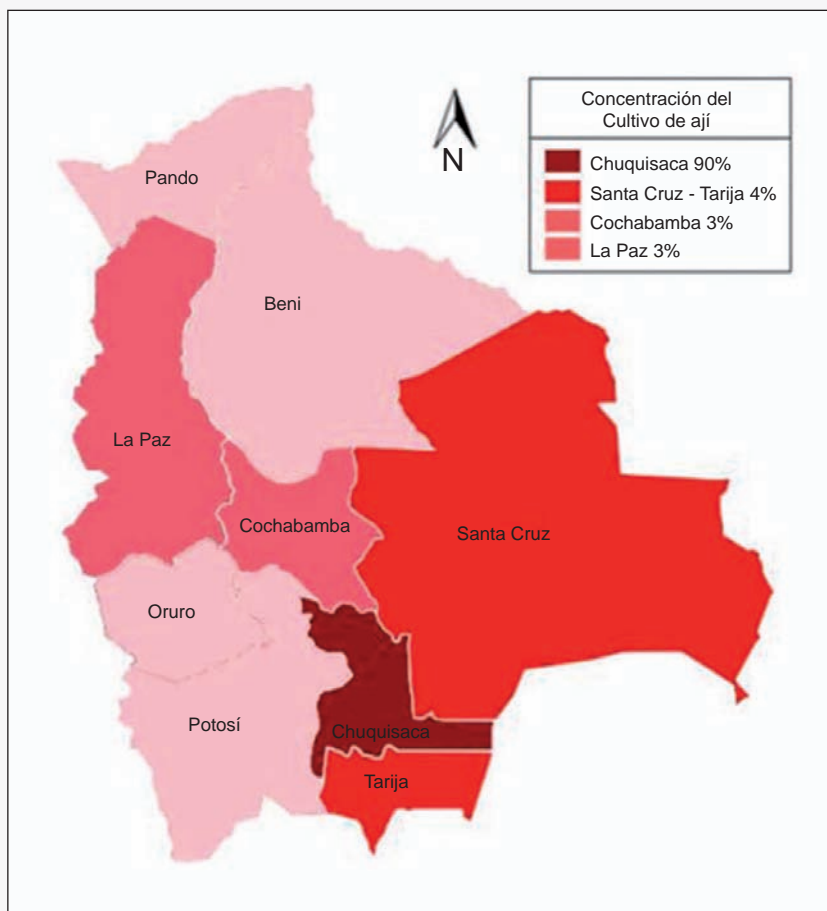 Concentración del
Cultivo de ají
Chuquisaca 90%
Santa Cruz - Tarija 4%
Cochabamba 3%
La Paz 3%
N
Pando
Beni
La Paz
Cochabamba
Santa Cruz
Oruro
Potosí
Chuquisaca
Tarija